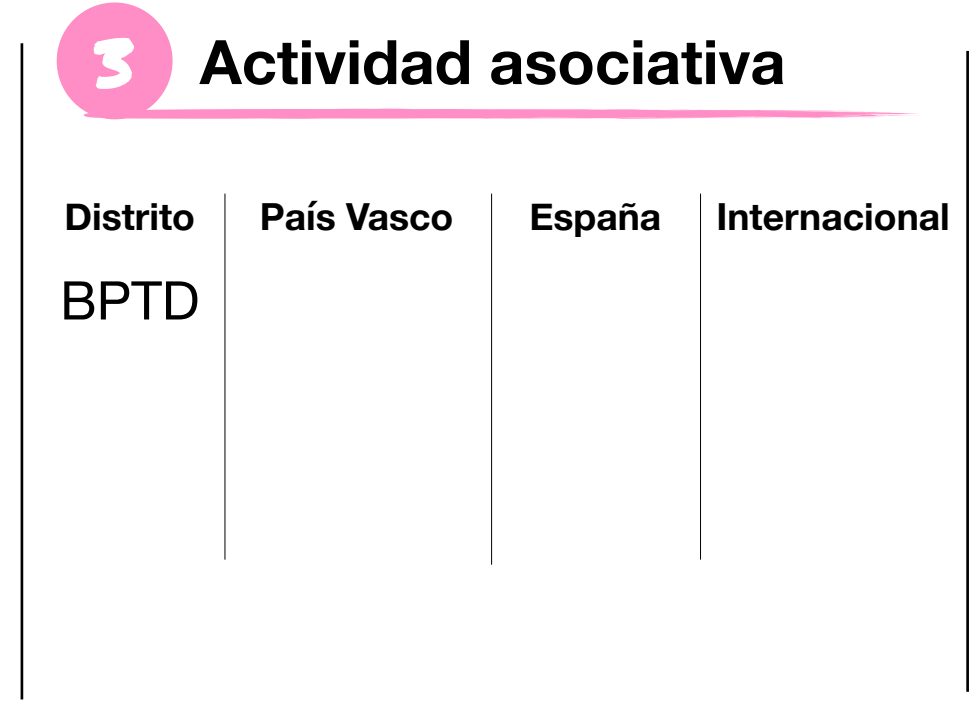 3 Actividad asociativa
Distrito País Vasco España Internacional
BPTD